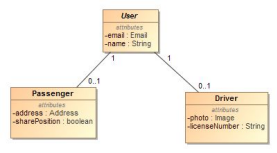 User
attributes
-email : Email
-name : String
1
1
0..1
0..1
Passenger
attributes
-address : Address
-sharePosition : boolean
Driver
attributes
-photo : Image
-licenseNumber : String